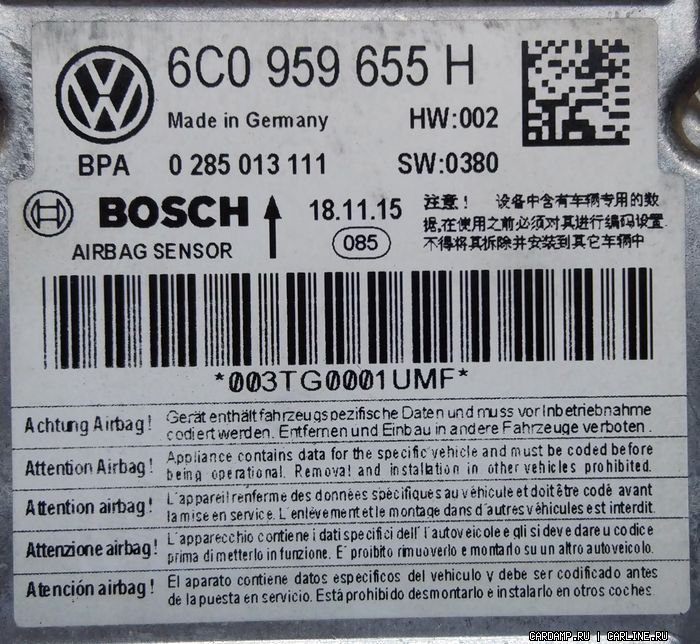 6C0 959 655 H
Made in Germany HW:002
BPA 0 285 013 111 SW:0380
BOSCH 18.11.15
AIRBAG SENSOR 085
注意! 设备中含有车辆专用的数
据,在使用之前必须对其进行编码设置.
不得将其拆除并安装到其它车辆中
*003TG0001UMF*
Achtung Airbag! Gerät enthält fahrzeugspezifische Daten und muss vor Inbetriebnahme
codiert werden. Entfernen und Einbau in andere Fahrzeuge verboten.
Attention Airbag! Appliance contains data for the specific vehicle and must be coded before
being operational. Removal and installation in other vehicles prohibited.
Attention airbag! L'appareil renferme des données spécifiques au véhicule et doit être codé avant
la mise en service. L'enlèvement et le montage dans d'autres véhicules est interdit.
Attenzione airbag! L'apparecchio contiene i dati specifici dell'autoveicolo e gli si deve dare u codice
prima di metterlo in funzione. E' proibito rimuoverlo e montarlo su un altro autoveicolo.
Atención airbag! El aparato contiene datos especificos del vehiculo y debe ser codificado antes
de la puesta en servicio. Está prohibido desmontarlo e instalarlo en otros coches.
CARDAMP.RU | CARLINE.RU